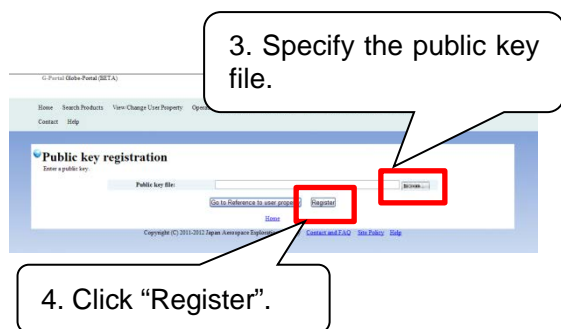 3. Specify the public key
file.
G-Portal Globe-Portal (BETA)
Home Search Products View/Change User Property
Contact Help
Public key registration
Enter a public key.
Public key file:
Go to Reference to user property Register
Home
Copyright (C) 2011-2012 Japan Aerospace Contact and FAQ Site Policy Help
4. Click “Register”.